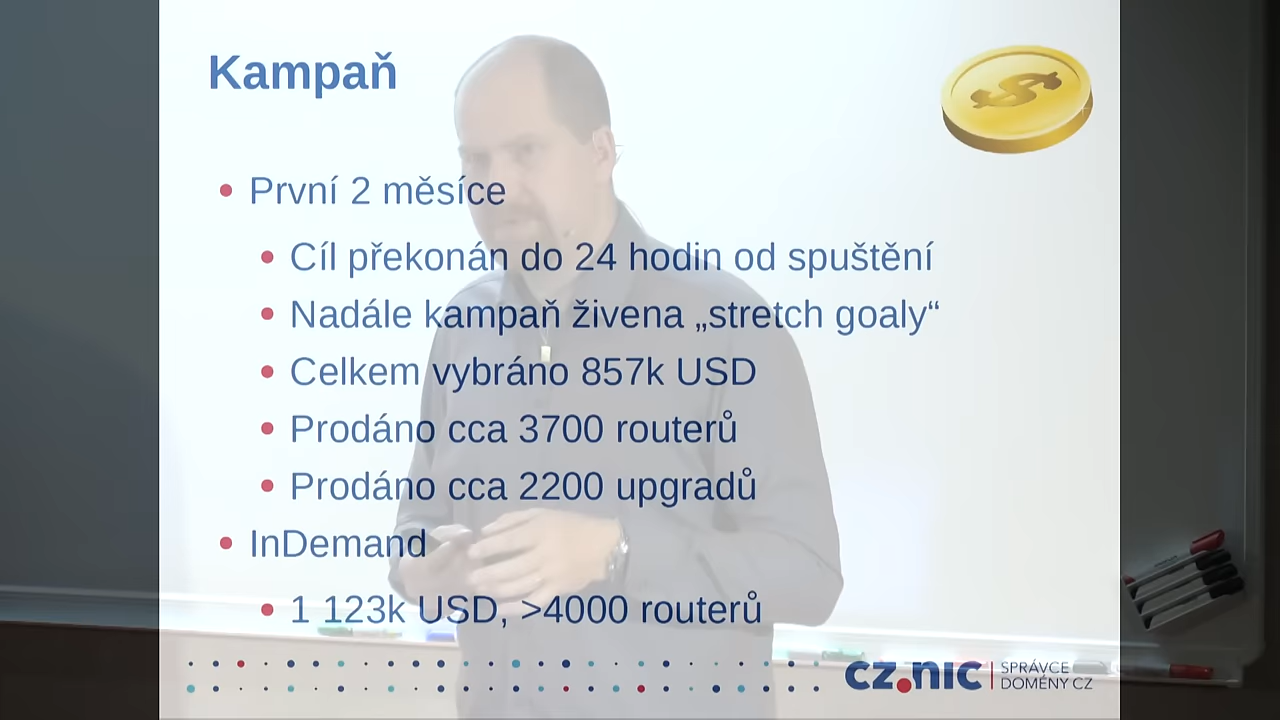 Kampaň
První 2 měsíce
Cíl překonán do 24 hodin od spuštění
Nadále kampaň živena „stretch goaly“
Celkem vybráno 857k USD
Prodáno cca 3700 routerů
Prodáno cca 2200 upgradů
InDemand
1 123k USD, >4000 routerů
CZ.NIC
SPRÁVCE
DOMÉNY CZ